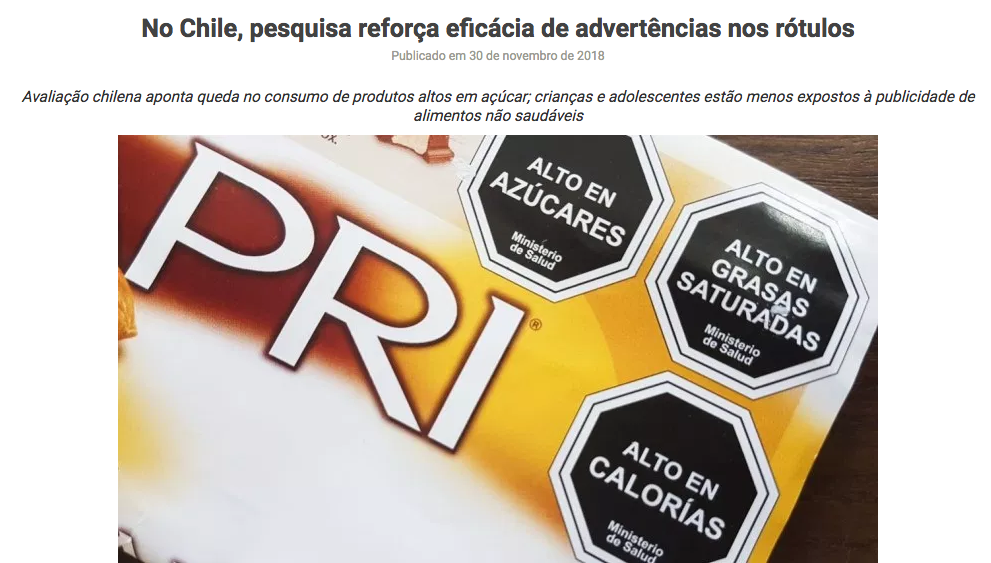 No Chile, pesquisa reforça eficácia de advertências nos rótulos
Publicado em 30 de novembro de 2018
Avaliação chilena aponta queda no consumo de produtos altos em açúcar; crianças e adolescentes estão menos expostos à publicidade de
alimentos não saudáveis
PRI®
ALTO EN
AZÚCARES
Ministerio
de Salud
ALTO EN
GRASAS
SATURADAS
Ministerio
de Salud
ALTO EN
CALORÍAS
Ministerio
de Salud